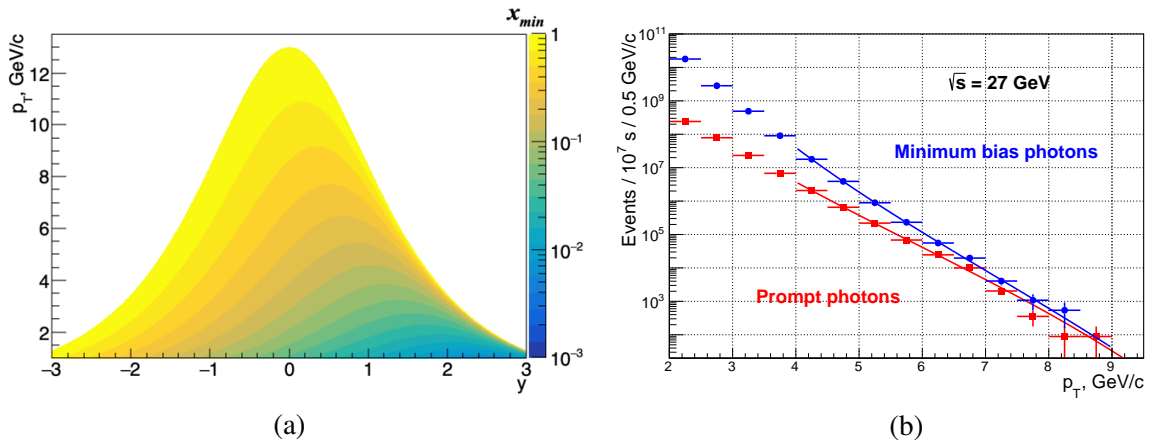 x_min
p_T, GeV/c
12
10
8
6
4
2
−3 −2 −1 0 1 2 3
y
1
10^−1
10^−2
10^−3
(a)
Events / 10^7 s / 0.5 GeV/c
10^11
10^9
10^7
10^5
10^3
√s = 27 GeV
Minimum bias photons
Prompt photons
2 3 4 5 6 7 8 9
p_T, GeV/c
(b)